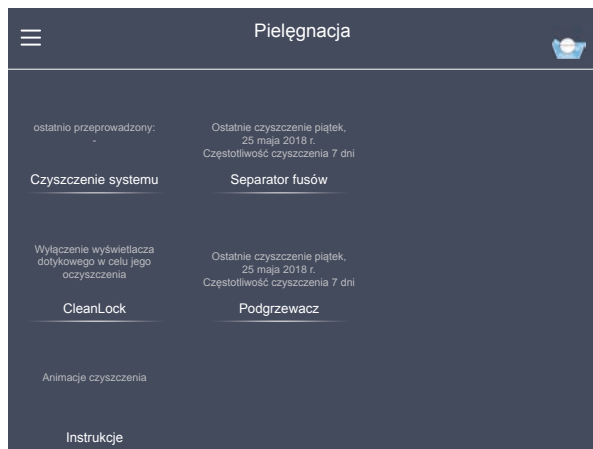 Pielęgnacja
ostatnio przeprowadzony:
-
Czyszczenie systemu
Ostatnie czyszczenie piątek,
25 maja 2018 r.
Częstotliwość czyszczenia 7 dni
Separator fusów
Wyłączenie wyświetlacza
dotykowego w celu jego
oczyszczenia
CleanLock
Ostatnie czyszczenie piątek,
25 maja 2018 r.
Częstotliwość czyszczenia 7 dni
Podgrzewacz
Animacje czyszczenia
Instrukcje